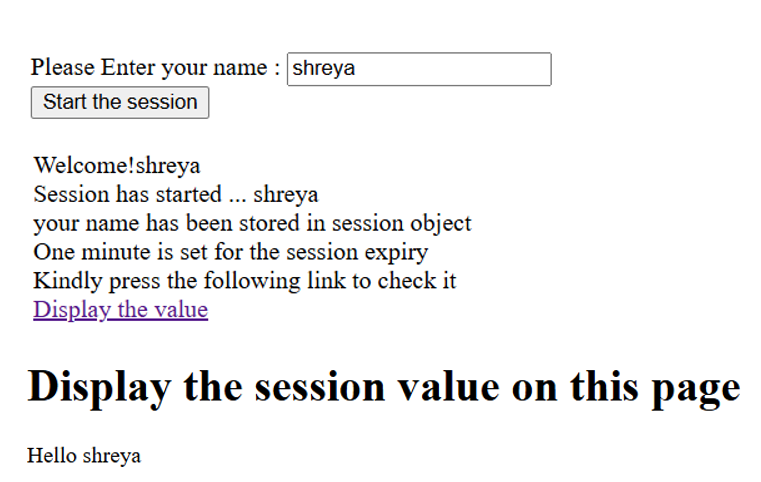 Please Enter your name : shreya
Start the session
Welcome!shreya
Session has started ... shreya
your name has been stored in session object
One minute is set for the session expiry
Kindly press the following link to check it
Display the value
Display the session value on this page
Hello shreya